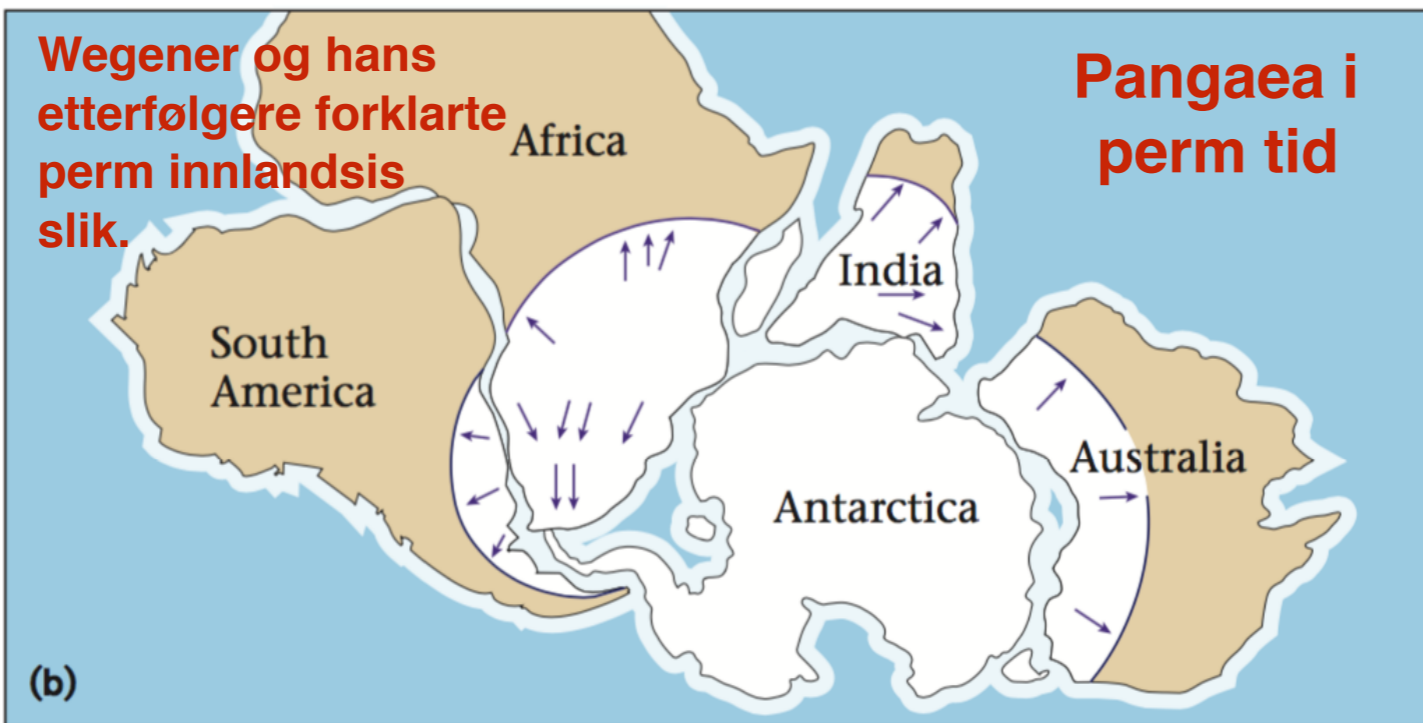 Wegener og hans
etterfølgere forklarte
perm innlandsis
slik.
Pangaea i
perm tid
Africa
India
South
America
Australia
Antarctica
(b)